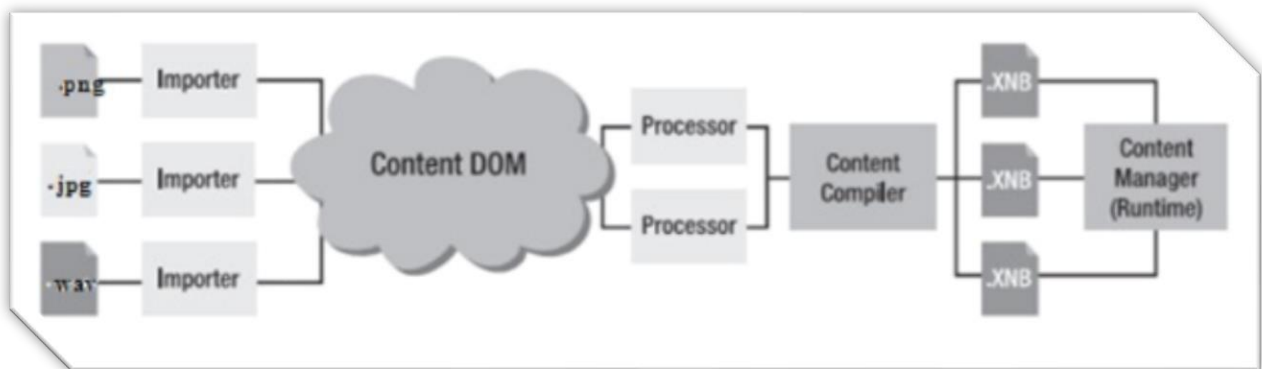 .png
Importer
.jpg
Importer
.wav
Importer
Content DOM
Processor
Processor
Content
Compiler
.XNB
.XNB
.XNB
Content
Manager
(Runtime)